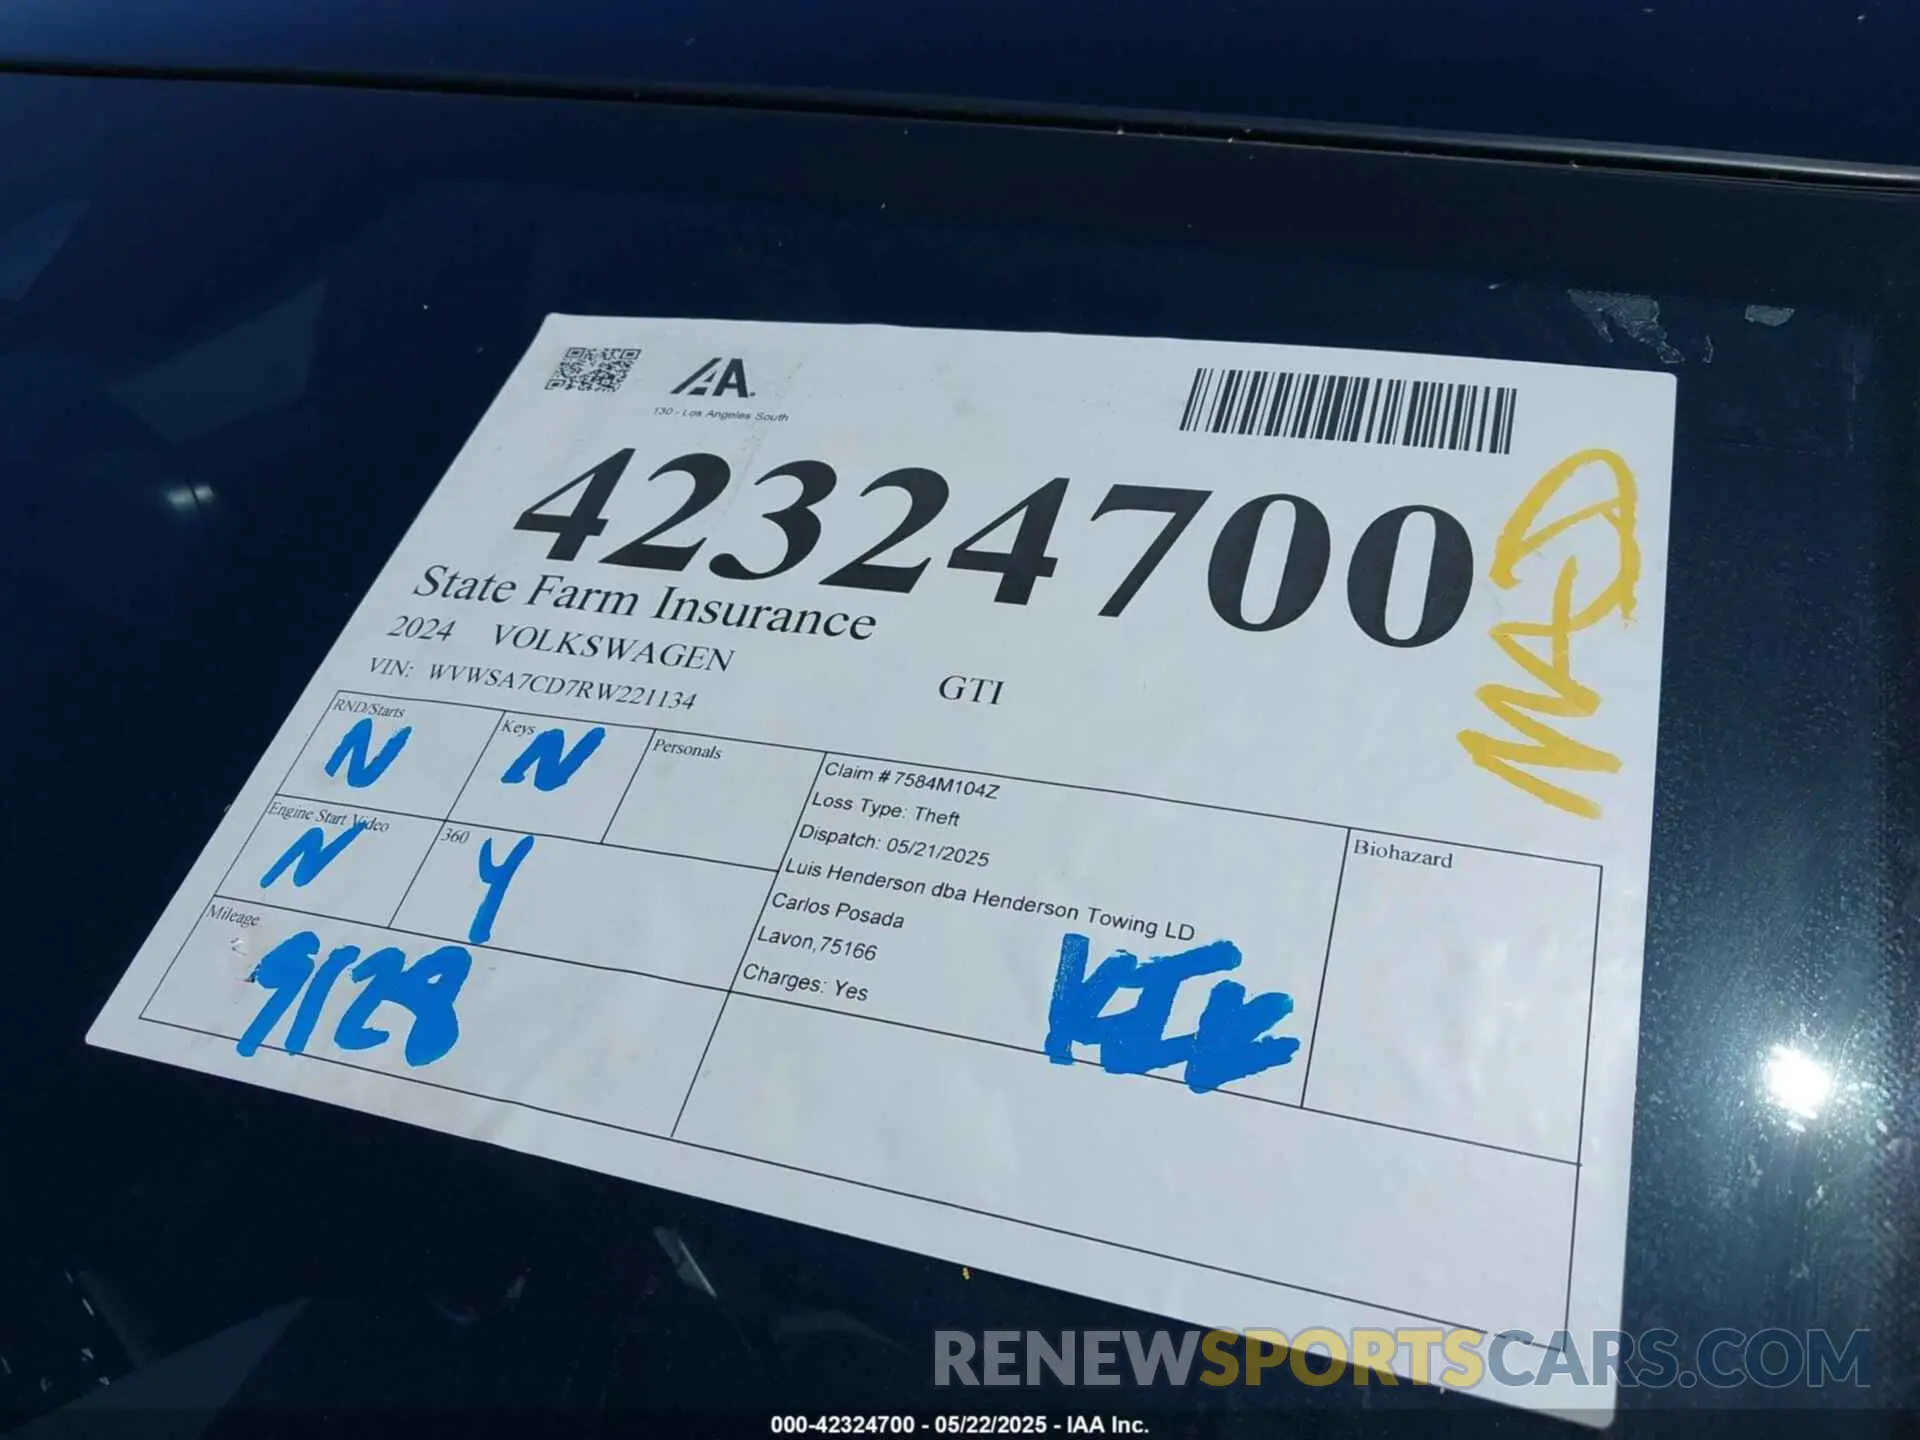 IAA.
130 - Los Angeles South
42324700
MAD
State Farm Insurance
2024 VOLKSWAGEN GTI
VIN: WVWSA7CD7RW221134
RND/Starts
N
Keys
N
Personals
Engine Start Video
N
360
Y
Mileage
9128
Claim # 7584M104Z
Loss Type: Theft
Dispatch: 05/21/2025
Luis Henderson dba Henderson Towing LD
Carlos Posada
Lavon,75166
Charges: Yes
Biohazard
RENEWSPORTSCARS.COM
000-42324700 - 05/22/2025 - IAA Inc.